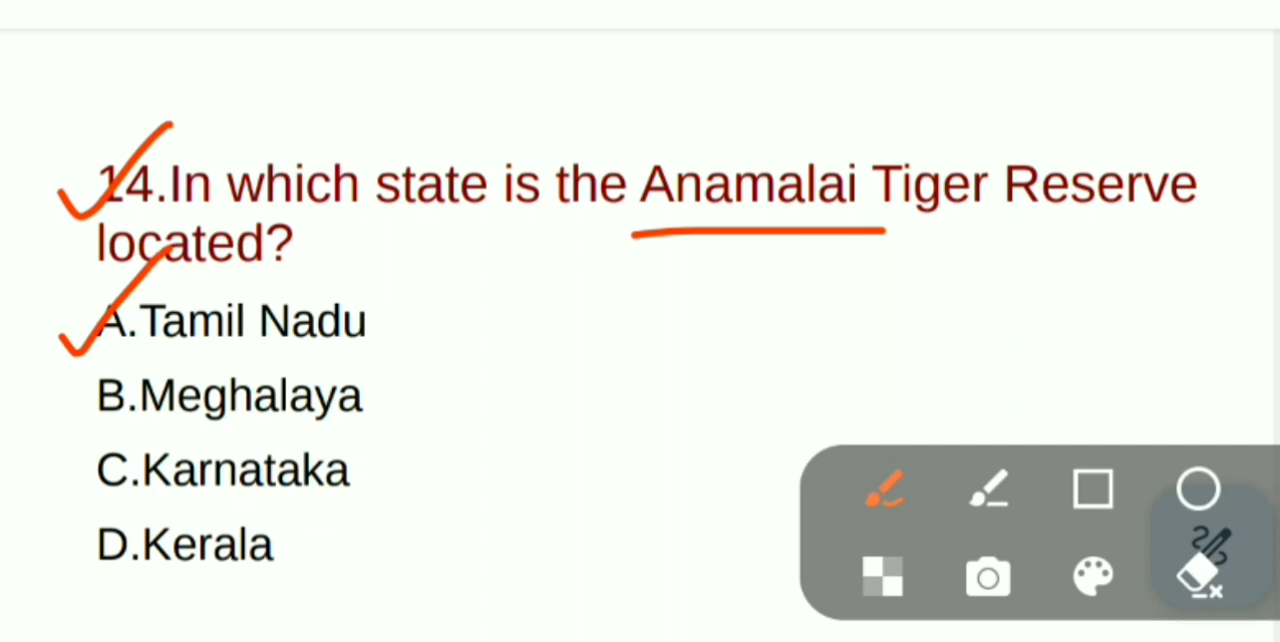 14.In which state is the Anamalai Tiger Reserve
located?
A.Tamil Nadu
B.Meghalaya
C.Karnataka
D.Kerala